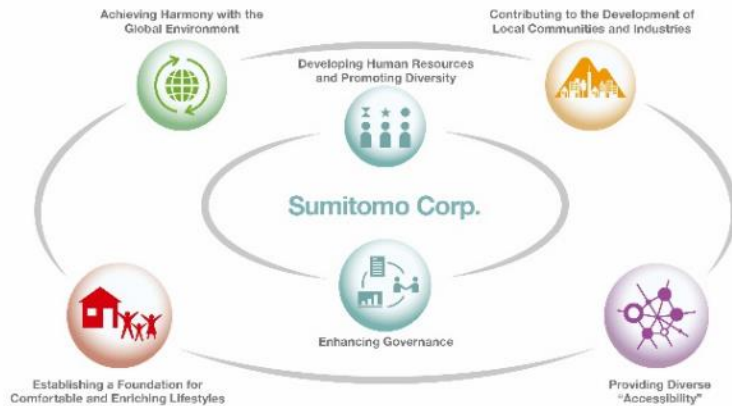 Achieving Harmony with the
Global Environment
Contributing to the Development of
Local Communities and Industries
Developing Human Resources
and Promoting Diversity
Sumitomo Corp.
Enhancing Governance
Establishing a Foundation for
Comfortable and Enriching Lifestyles
Providing Diverse
"Accessibility"